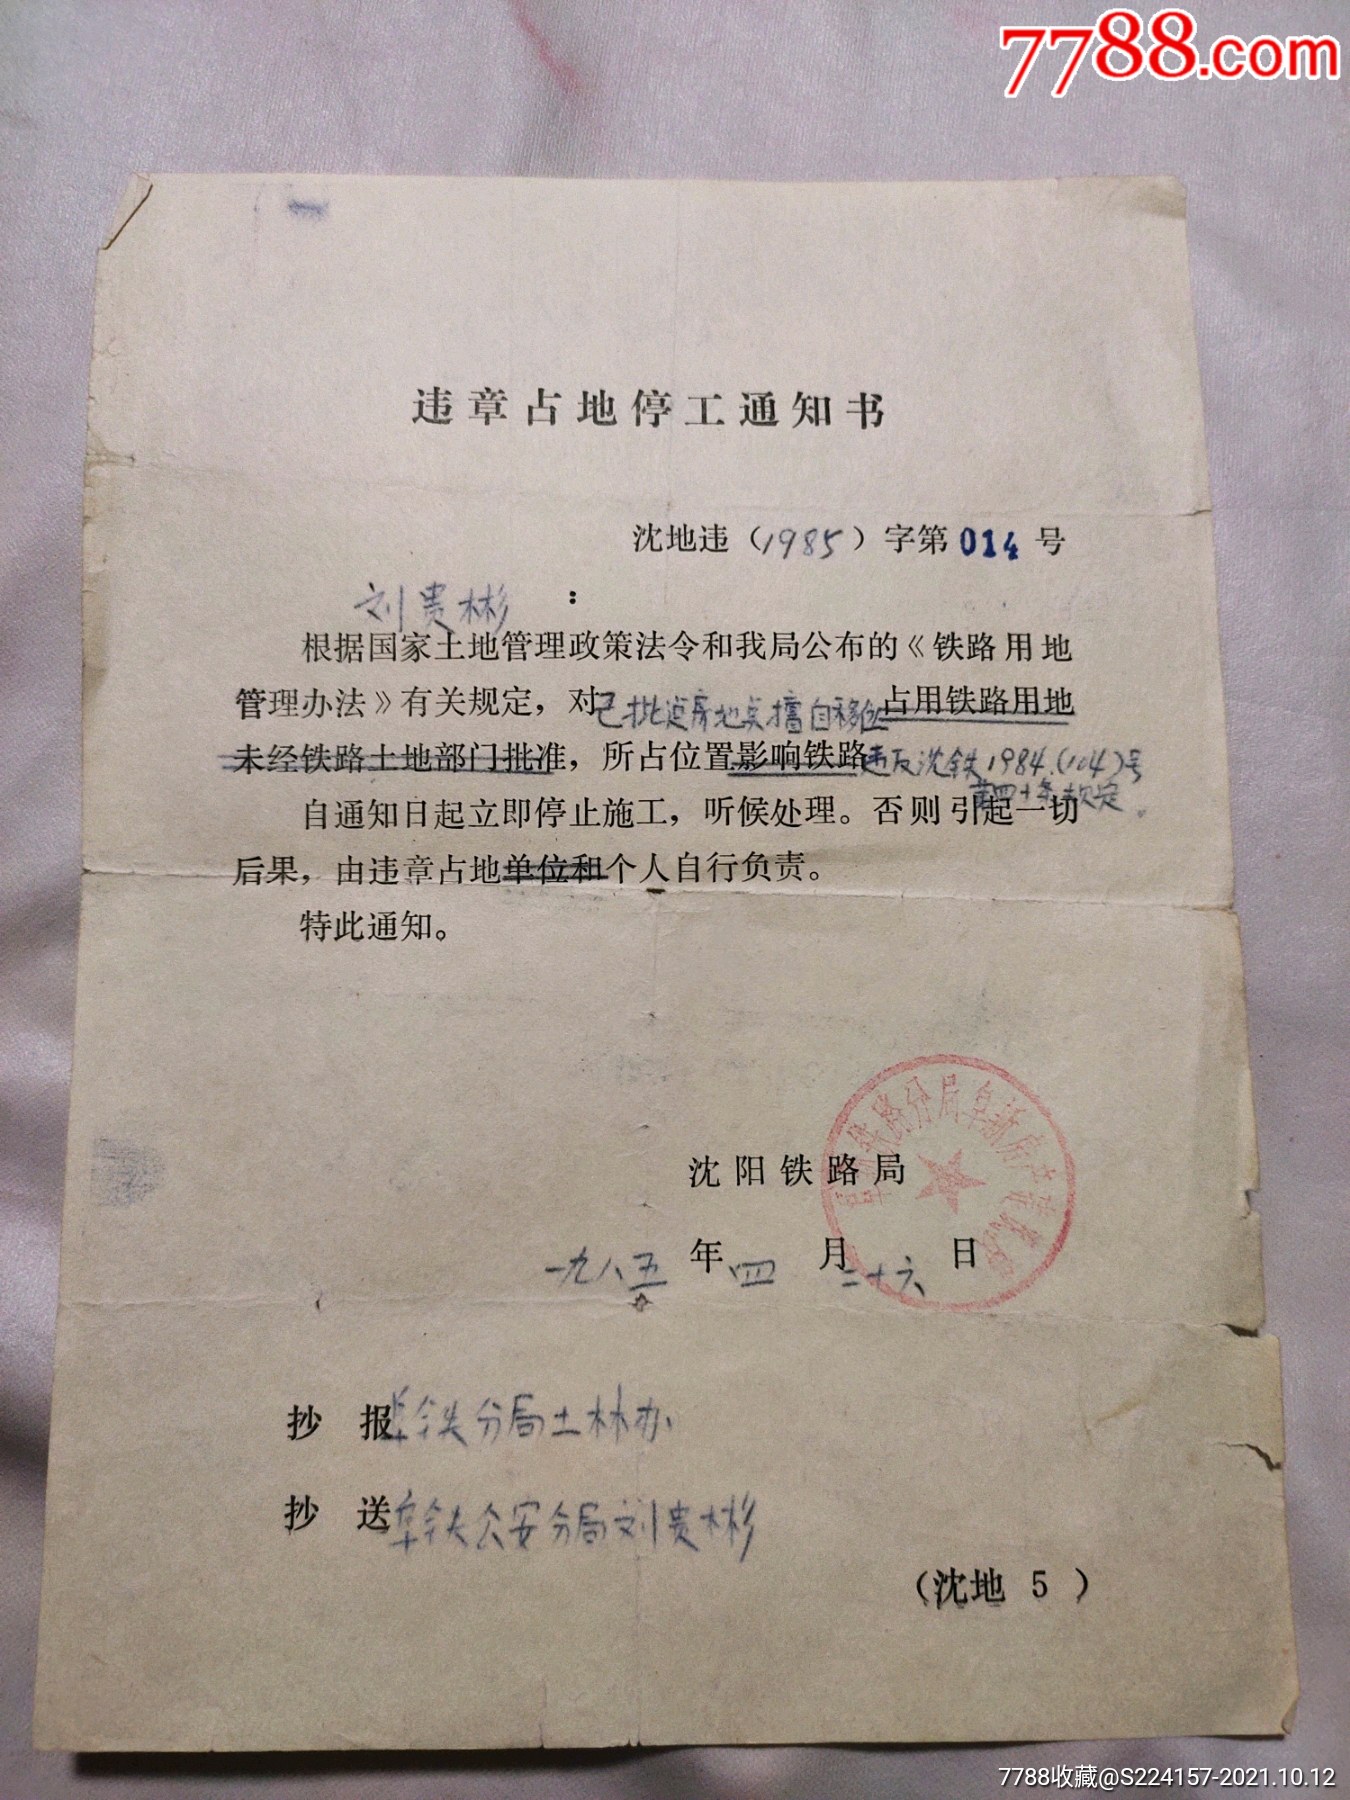 7788.com
违章占地停工通知书
沈地违（1985）字第014号
刘贵彬：
根据国家土地管理政策法令和我局公布的《铁路用地
管理办法》有关规定，对已批建房地点擅自移位占用铁路用地
未经铁路土地部门批准，所占位置影响铁路违反沈铁1984.(104)号
第四十条规定。
自通知日起立即停止施工，听候处理。否则引起一切
后果，由违章占地单位和个人自行负责。
特此通知。
铁路分局阜新房产
沈阳铁路局
一九八五年四月二十六日
抄报阜铁分局土林办
抄送阜铁公安分局刘贵彬
（沈地5）
7788收藏@S224157-2021.10.12